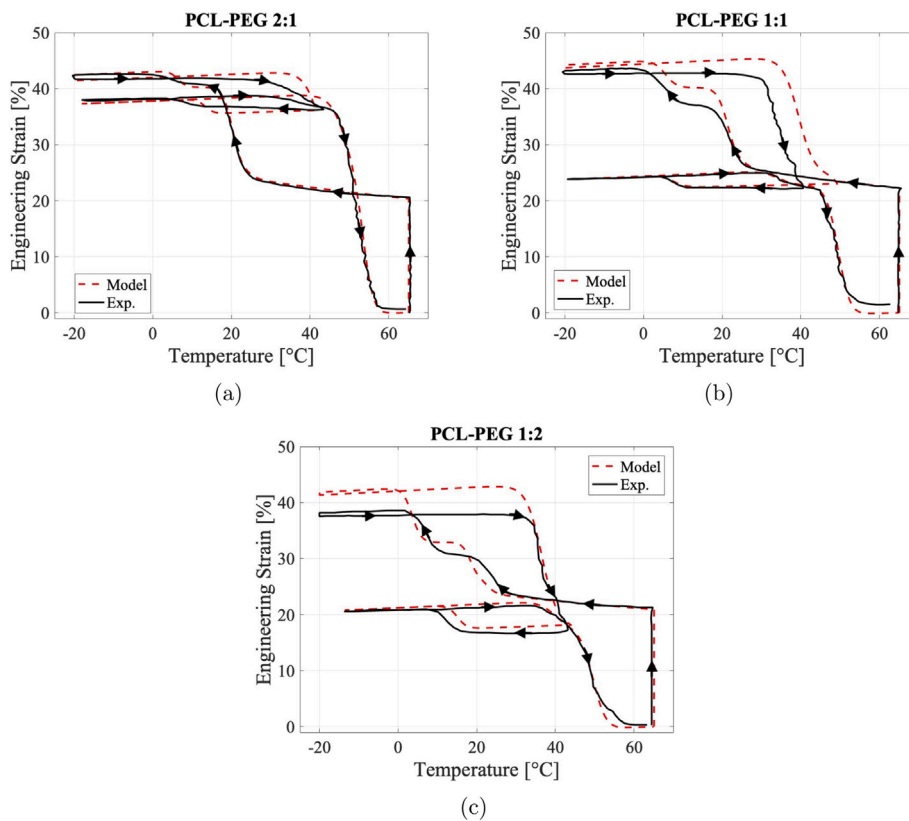 PCL-PEG 2:1
Engineering Strain [%]
50
40
30
20
10
0
Model
Exp.
-20 0 20 40 60
Temperature [°C]
(a)
PCL-PEG 1:1
Engineering Strain [%]
50
40
30
20
10
0
Model
Exp.
-20 0 20 40 60
Temperature [°C]
(b)
PCL-PEG 1:2
Engineering Strain [%]
50
40
30
20
10
0
Model
Exp.
-20 0 20 40 60
Temperature [°C]
(c)